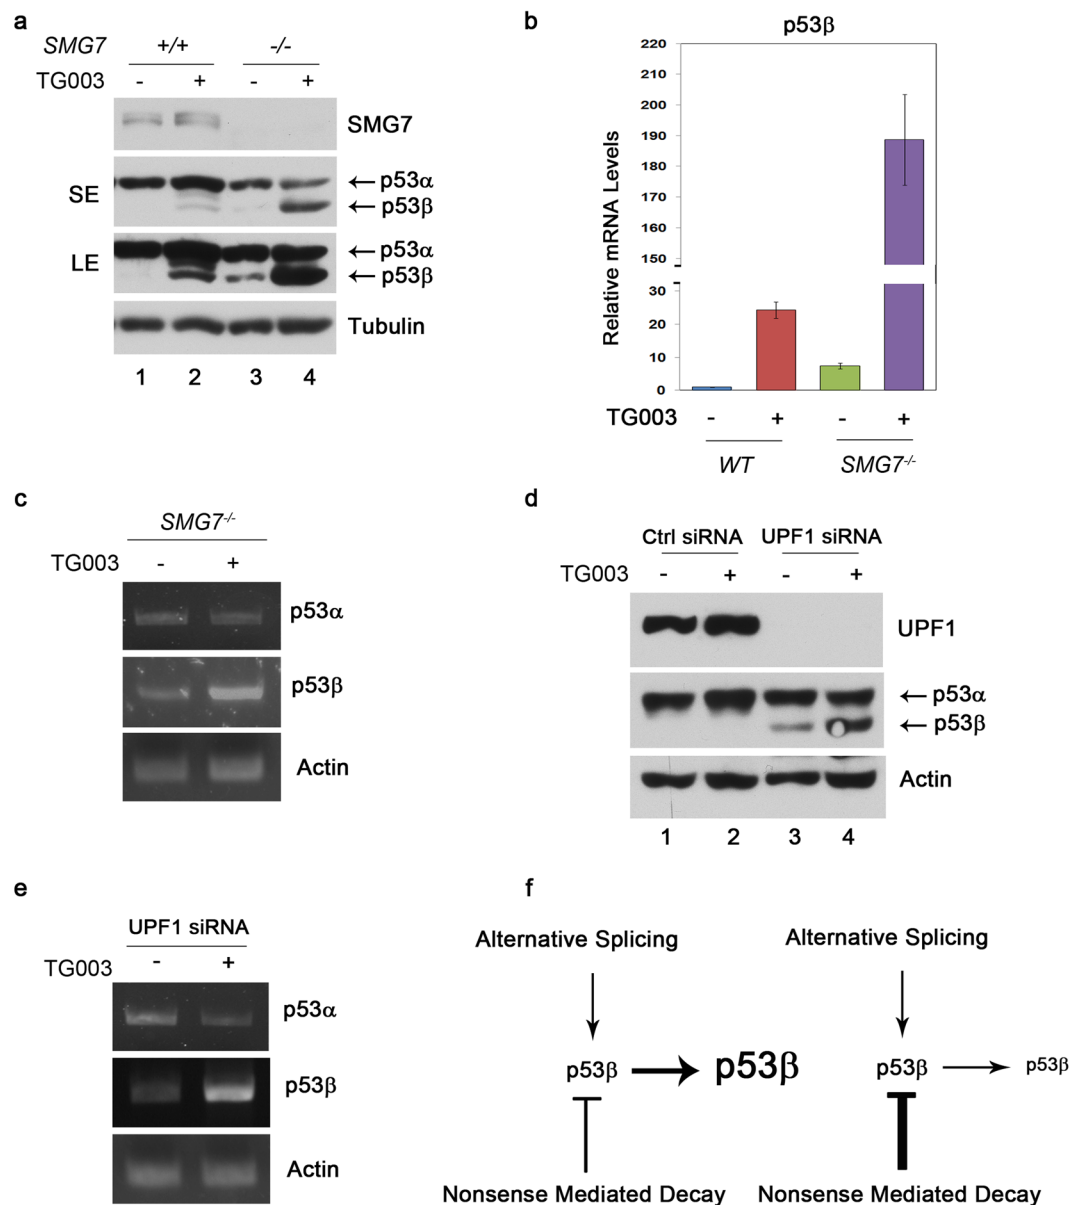 a
SMG7 +/+ -/-
TG003 - + - +
SMG7
SE
p53α
p53β
LE
p53α
p53β
Tubulin
1 2 3 4
b
p53β
Relative mRNA Levels
220
210
200
190
180
170
160
150
30
20
10
0
TG003 - + - +
WT SMG7-/-
c
SMG7-/-
TG003 - +
p53α
p53β
Actin
d
Ctrl siRNA UPF1 siRNA
TG003 - + - +
UPF1
p53α
p53β
Actin
1 2 3 4
e
UPF1 siRNA
TG003 - +
p53α
p53β
Actin
f
Alternative Splicing Alternative Splicing
p53β p53β p53β p53β
Nonsense Mediated Decay Nonsense Mediated Decay